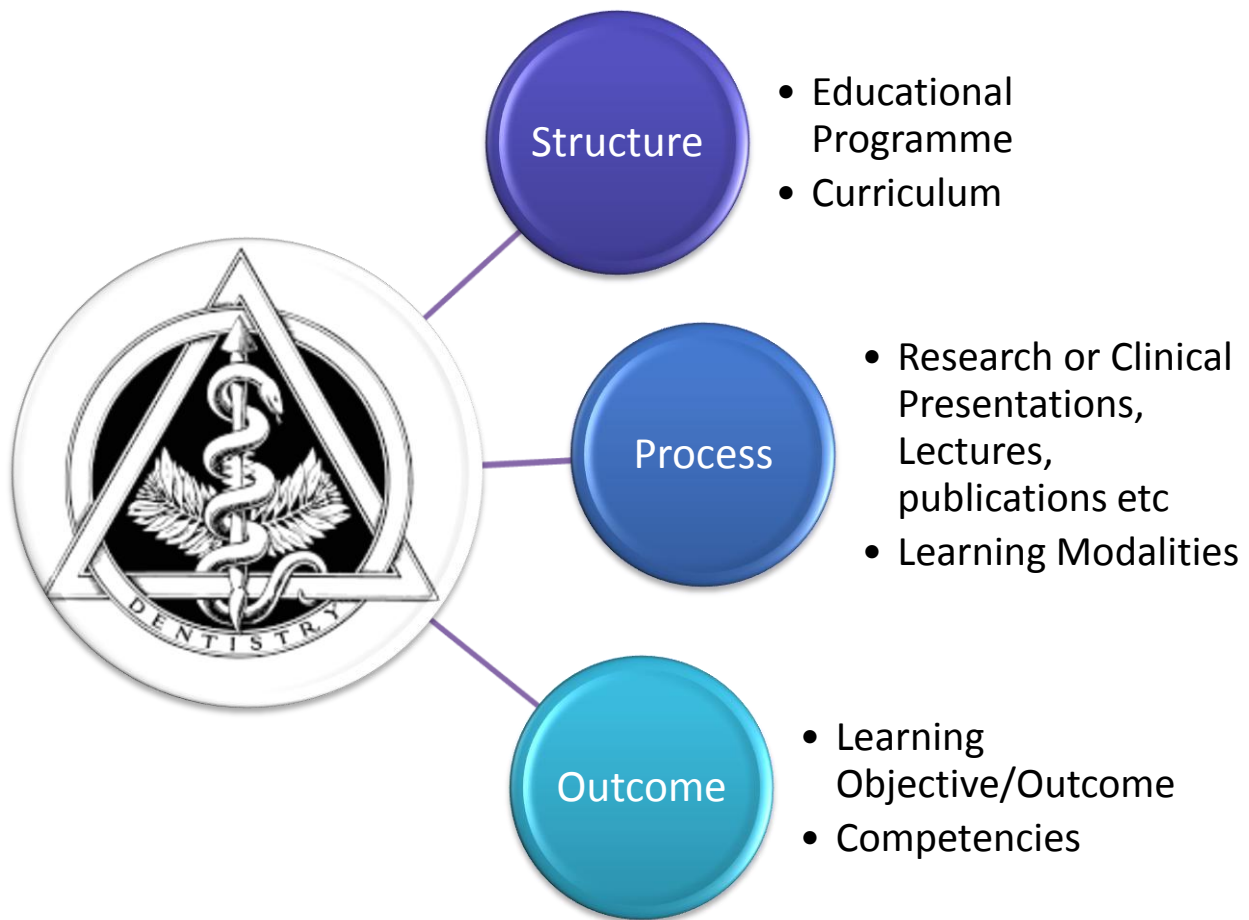 Structure
• Educational
Programme
• Curriculum
Process
• Research or Clinical
Presentations,
Lectures,
publications etc
• Learning Modalities
DENTISTRY
Outcome
• Learning
Objective/Outcome
• Competencies